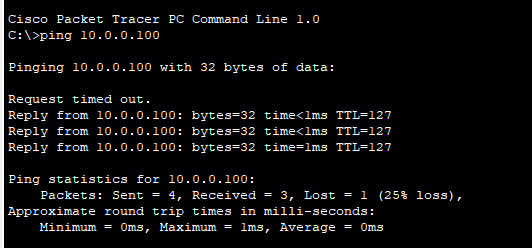 Cisco Packet Tracer PC Command Line 1.0
C:\>ping 10.0.0.100
Pinging 10.0.0.100 with 32 bytes of data:
Request timed out.
Reply from 10.0.0.100: bytes=32 time<1ms TTL=127
Reply from 10.0.0.100: bytes=32 time<1ms TTL=127
Reply from 10.0.0.100: bytes=32 time=1ms TTL=127
Ping statistics for 10.0.0.100:
Packets: Sent = 4, Received = 3, Lost = 1 (25% loss),
Approximate round trip times in milli-seconds:
Minimum = 0ms, Maximum = 1ms, Average = 0ms